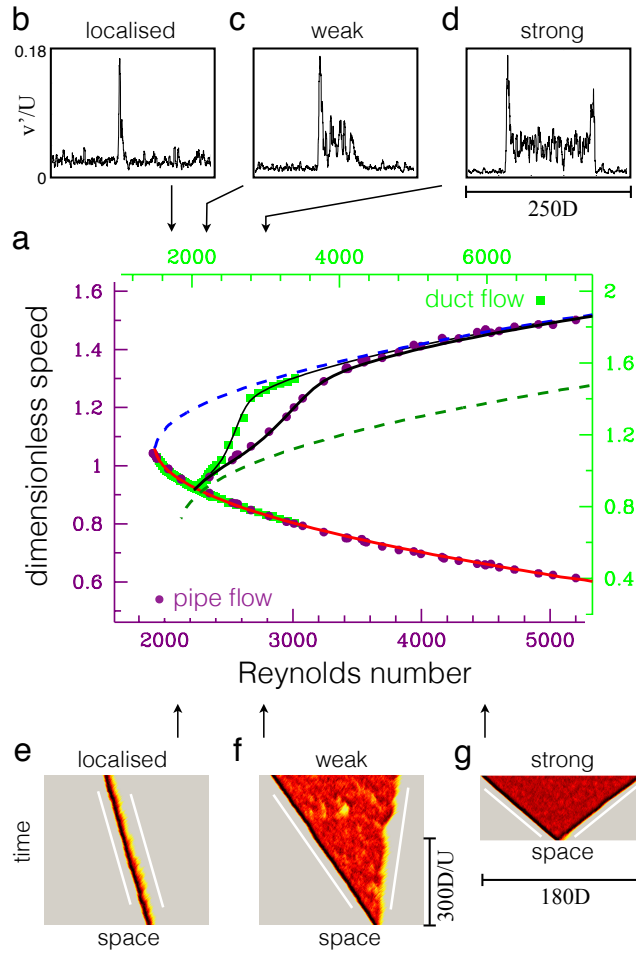 b localised c weak d strong
0.18
v'/U
0
250D
a
2000 4000 6000
1.6 2
duct flow
1.4 1.6
1.2 1.2
1
0.8 0.8
0.6 0.4
dimensionless speed
pipe flow
2000 3000 4000 5000
Reynolds number
e localised f weak g strong
time
space
300D/U
180D
space space